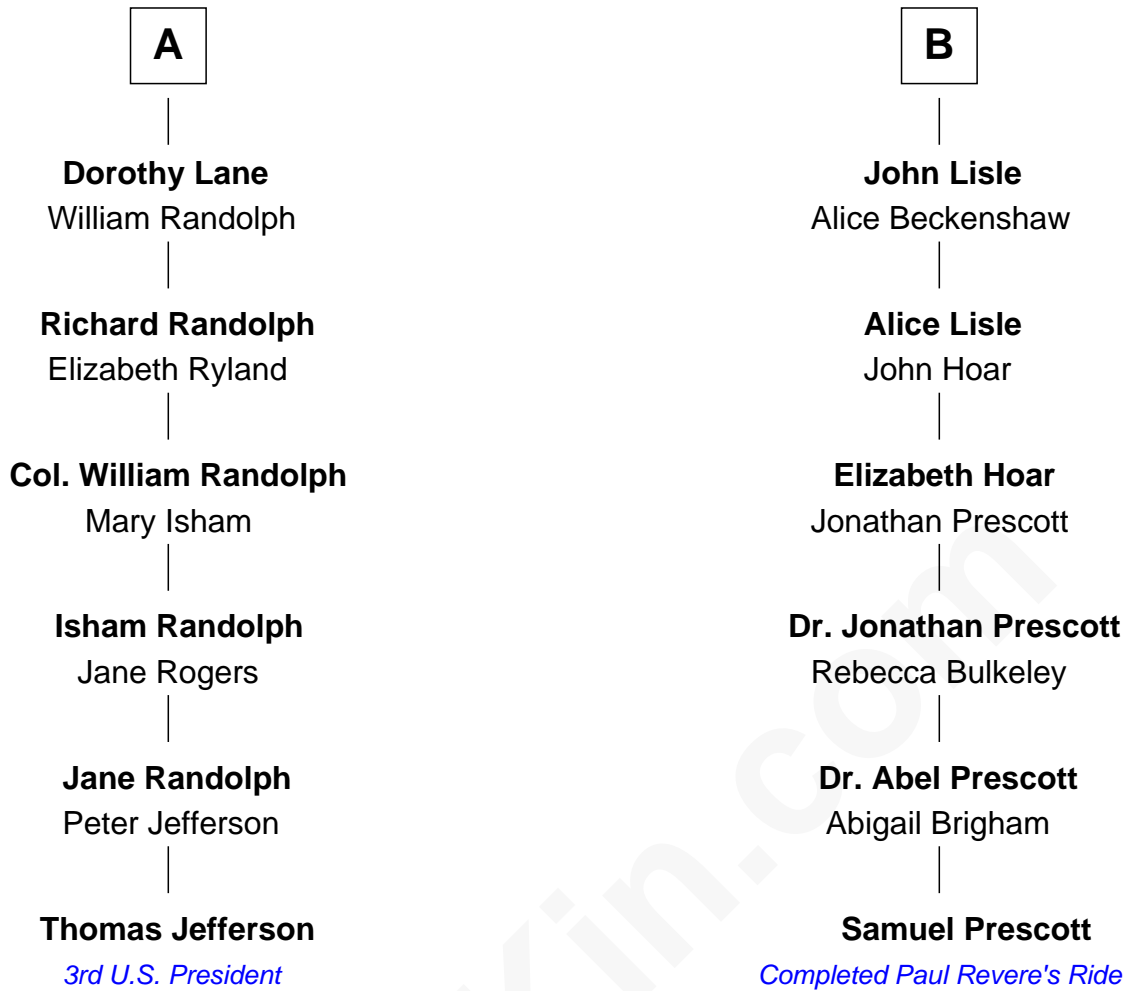 A
Dorothy Lane
William Randolph
Richard Randolph
Elizabeth Ryland
Col. William Randolph
Mary Isham
Isham Randolph
Jane Rogers
Jane Randolph
Peter Jefferson
Thomas Jefferson
3rd U.S. President
B
John Lisle
Alice Beckenshaw
Alice Lisle
John Hoar
Elizabeth Hoar
Jonathan Prescott
Dr. Jonathan Prescott
Rebecca Bulkeley
Dr. Abel Prescott
Abigail Brigham
Samuel Prescott
Completed Paul Revere's Ride